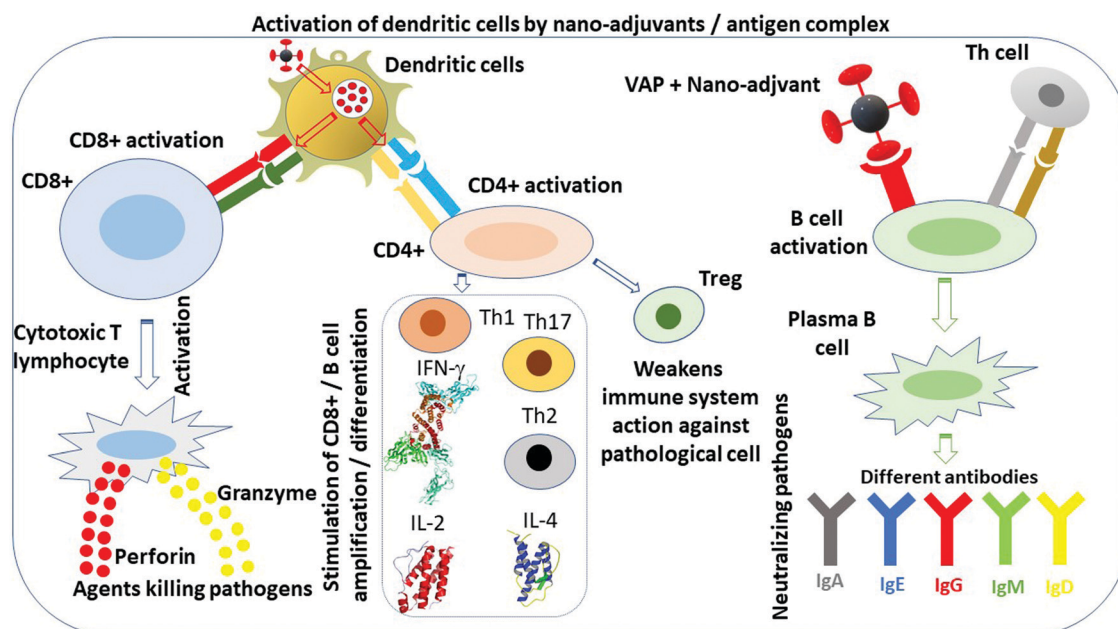 Activation of dendritic cells by nano-adjuvants / antigen complex
Dendritic cells
CD8+ activation
CD8+
Cytotoxic T
lymphocyte
Activation
Granzyme
Perforin
Agents killing pathogens
CD4+ activation
CD4+
Stimulation of CD8+ / B cell
amplification / differentiation
Th1
Th17
IFN-γ
Th2
IL-2
IL-4
Treg
Weakens
immune system
action against
pathological cell
VAP + Nano-adjvant
Th cell
B cell
activation
Plasma B
cell
Neutralizing pathogens
Different antibodies
IgA
IgE
IgG
IgM
IgD